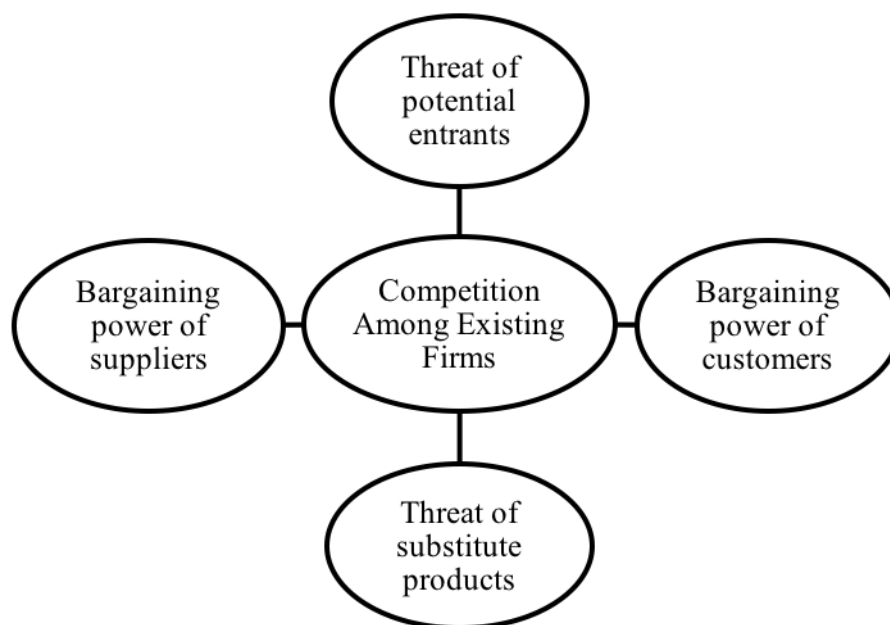 Threat of
potential
entrants
Bargaining
power of
suppliers
Competition
Among Existing
Firms
Bargaining
power of
customers
Threat of
substitute
products